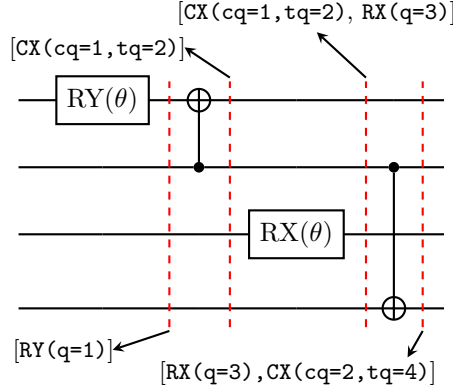 [CX(cq=1,tq=2), RX(q=3)]
[CX(cq=1,tq=2)]
RY(θ)
RX(θ)
[RY(q=1)]
[RX(q=3),CX(cq=2,tq=4)]